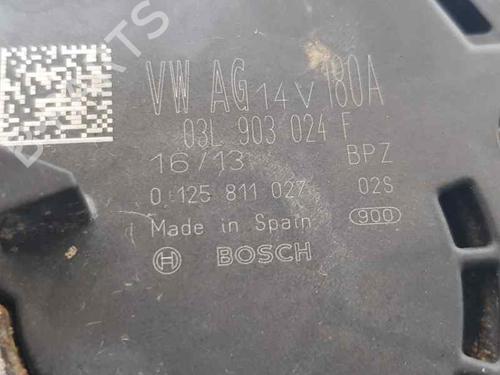 VW AG 14V 180A
03L 903 024 F
16/13 BPZ
0 125 811 027 02S
Made in Spain 900
BOSCH